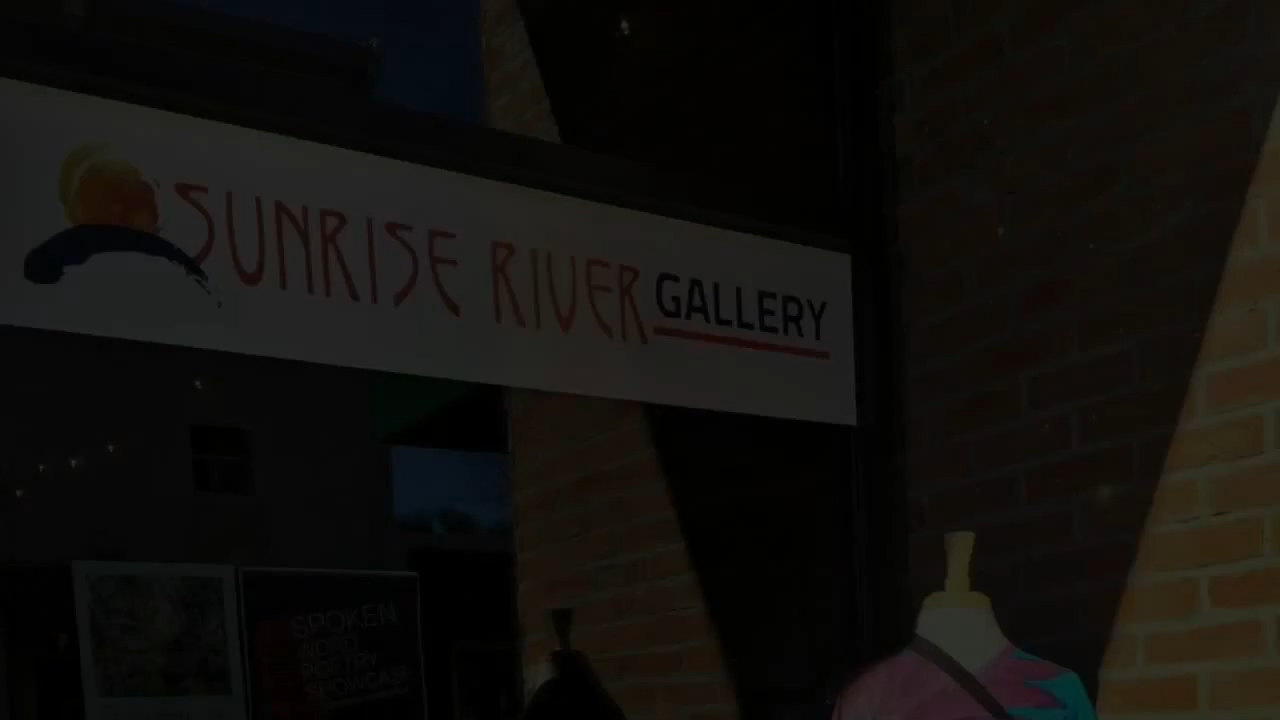 SUNRISE RIVER GALLERY
SPOKEN
WORD
POETRY
SHOWCASE